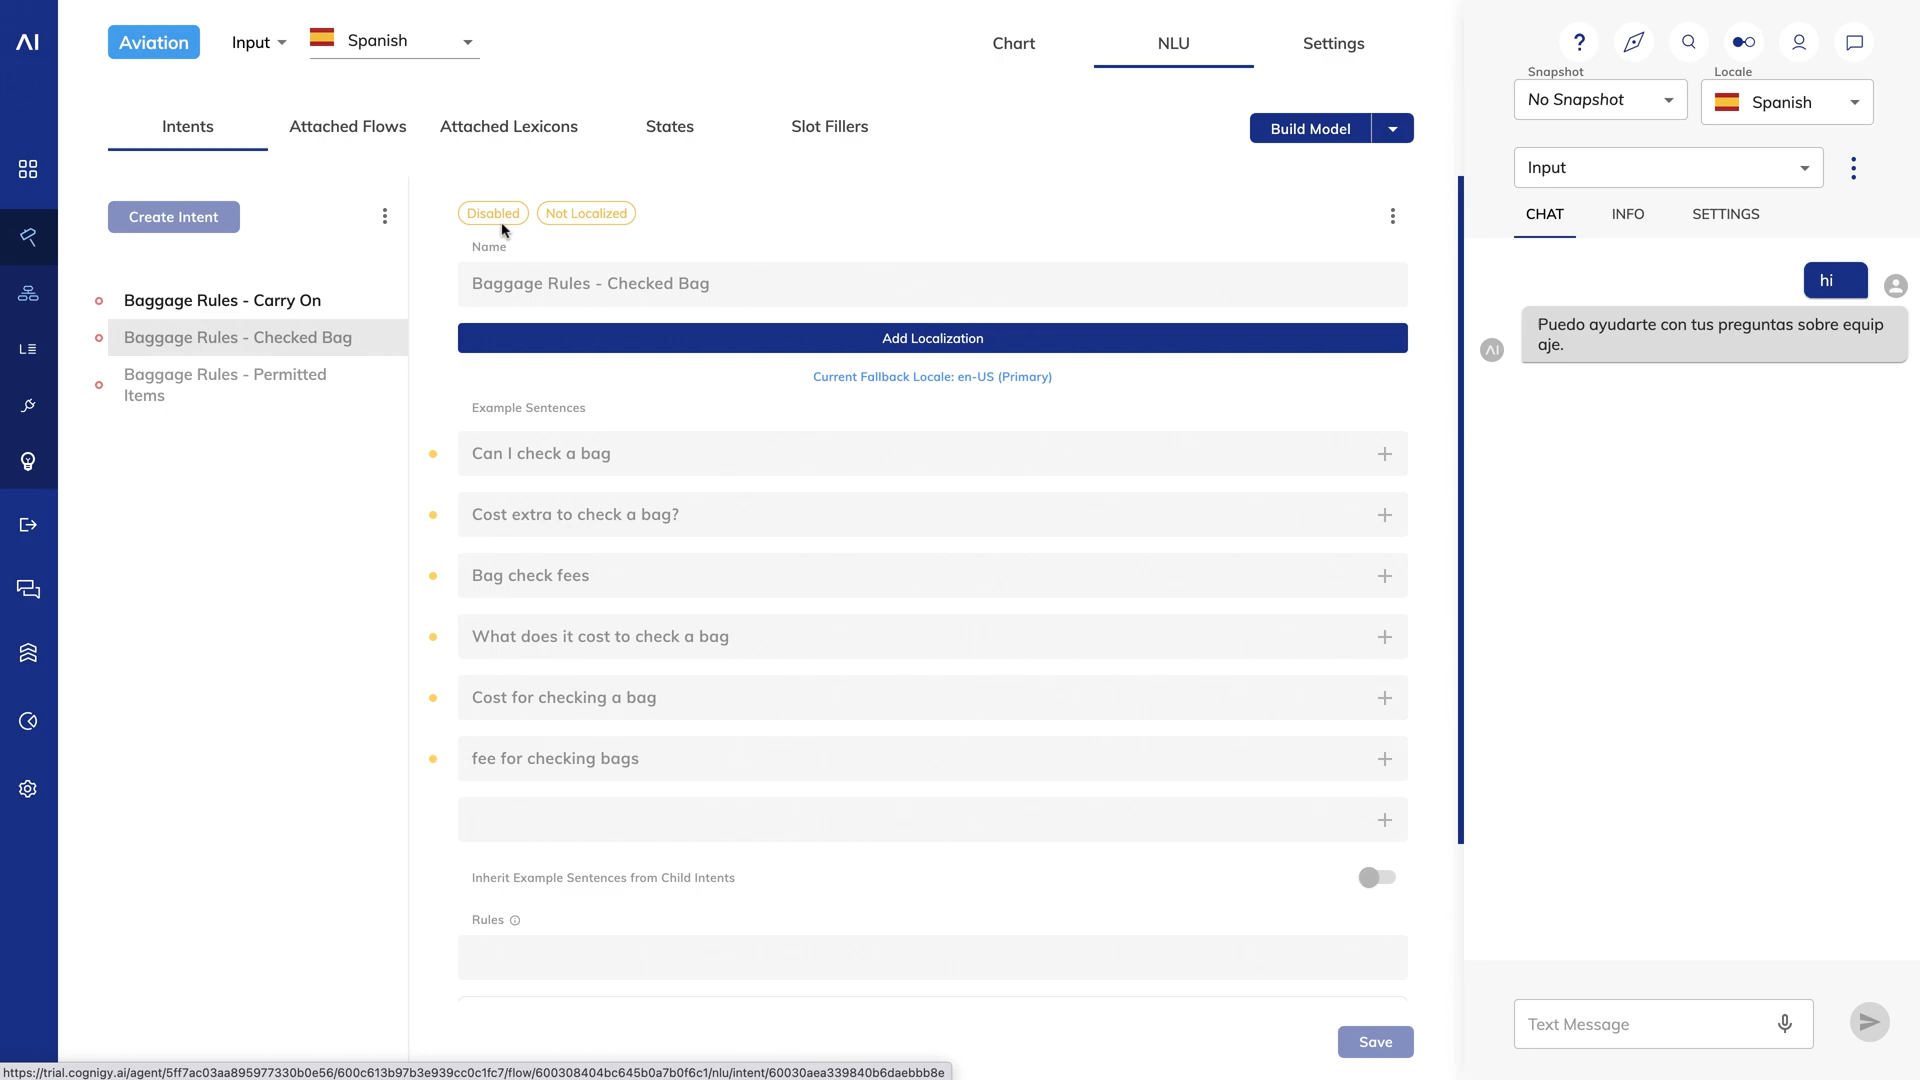 Aviation
Input
Spanish
Chart
NLU
Settings
Snapshot
No Snapshot
Locale
Spanish
Intents
Attached Flows
Attached Lexicons
States
Slot Fillers
Build Model
Input
CHAT
INFO
SETTINGS
Create Intent
Disabled
Not Localized
Name
Baggage Rules - Checked Bag
Baggage Rules - Carry On
Baggage Rules - Checked Bag
Baggage Rules - Permitted
Items
Add Localization
Current Fallback Locale: en-US (Primary)
Example Sentences
Can I check a bag
Cost extra to check a bag?
Bag check fees
What does it cost to check a bag
Cost for checking a bag
fee for checking bags
Inherit Example Sentences from Child Intents
Rules
Save
hi
Puedo ayudarte con tus preguntas sobre equip
aje.
AI
Text Message
https://trial.cognigy.ai/agent/5ff7ac03aa895977330b0e56/600c613b97b3e939cc0c1fc7/flow/600308404bc645b0a7b0f6c1/nlu/intent/60030aea339840b6daebbb8e